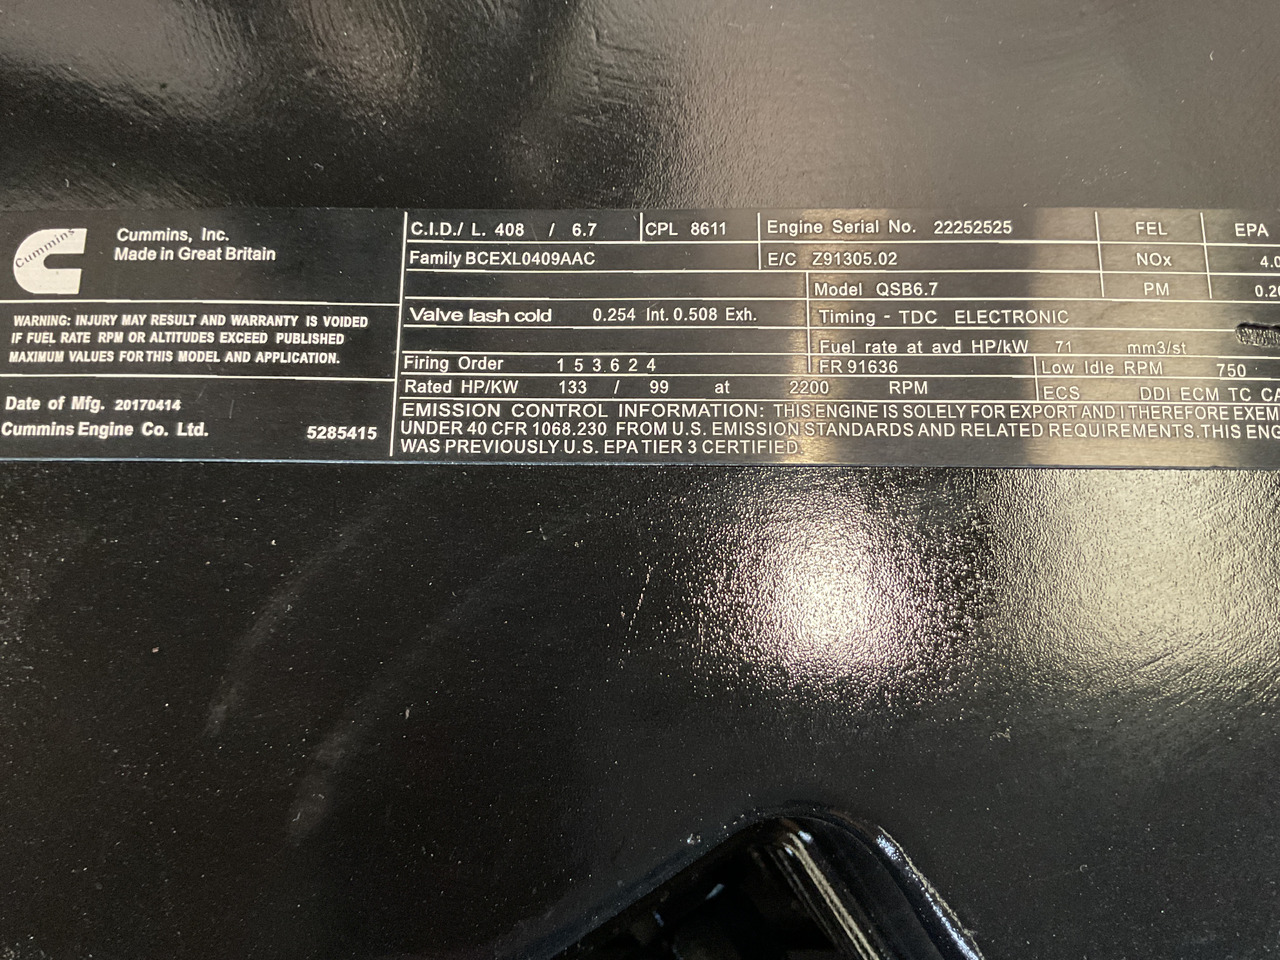 Cummins
Cummins, Inc.
Made in Great Britain
WARNING: INJURY MAY RESULT AND WARRANTY IS VOIDED
IF FUEL RATE RPM OR ALTITUDES EXCEED PUBLISHED
MAXIMUM VALUES FOR THIS MODEL AND APPLICATION.
Date of Mfg. 20170414
Cummins Engine Co. Ltd. 5285415
C.I.D./ L. 408 / 6.7 CPL 8611 Engine Serial No. 22252525 FEL EPA
Family BCEXL0409AAC E/C Z91305.02 NOx 4.0
Model QSB6.7 PM 0.20
Valve lash cold 0.254 Int. 0.508 Exh. Timing - TDC ELECTRONIC
Fuel rate at avd HP/kW 71 mm3/st
Firing Order 1 5 3 6 2 4 FR 91636 Low Idle RPM 750
Rated HP/KW 133 / 99 at 2200 RPM ECS DDI ECM TC CA
EMISSION CONTROL INFORMATION: THIS ENGINE IS SOLELY FOR EXPORT AND I THEREFORE EXEM
UNDER 40 CFR 1068.230 FROM U.S. EMISSION STANDARDS AND RELATED REQUIREMENTS. THIS ENG
WAS PREVIOUSLY U.S. EPA TIER 3 CERTIFIED.